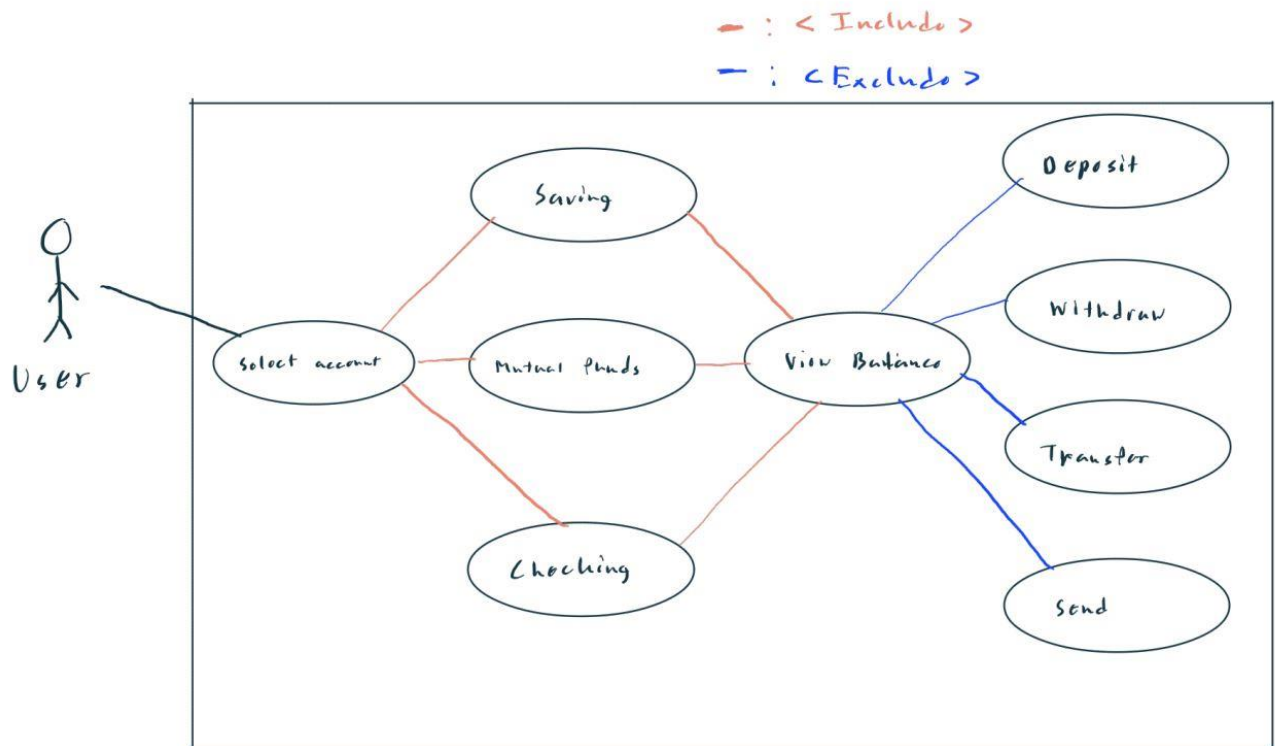 - : < Include >
- : < Exclude >
Saving
Deposit
Withdraw
User
Select account
Mutual funds
View Balance
Transfer
Checking
Send